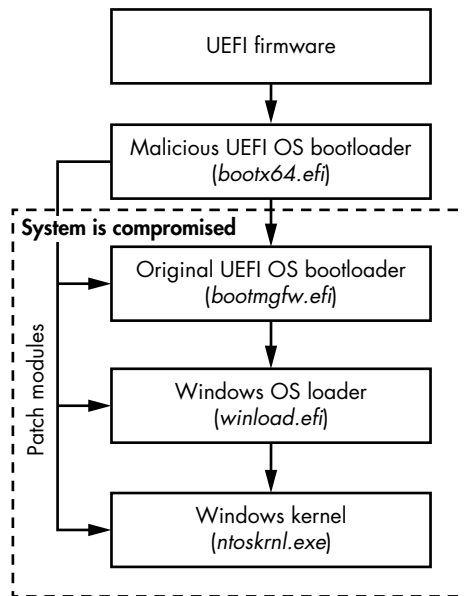 UEFI firmware
Malicious UEFI OS bootloader
(bootx64.efi)
System is compromised
Original UEFI OS bootloader
(bootmgfw.efi)
Patch modules
Windows OS loader
(winload.efi)
Windows kernel
(ntoskrnl.exe)